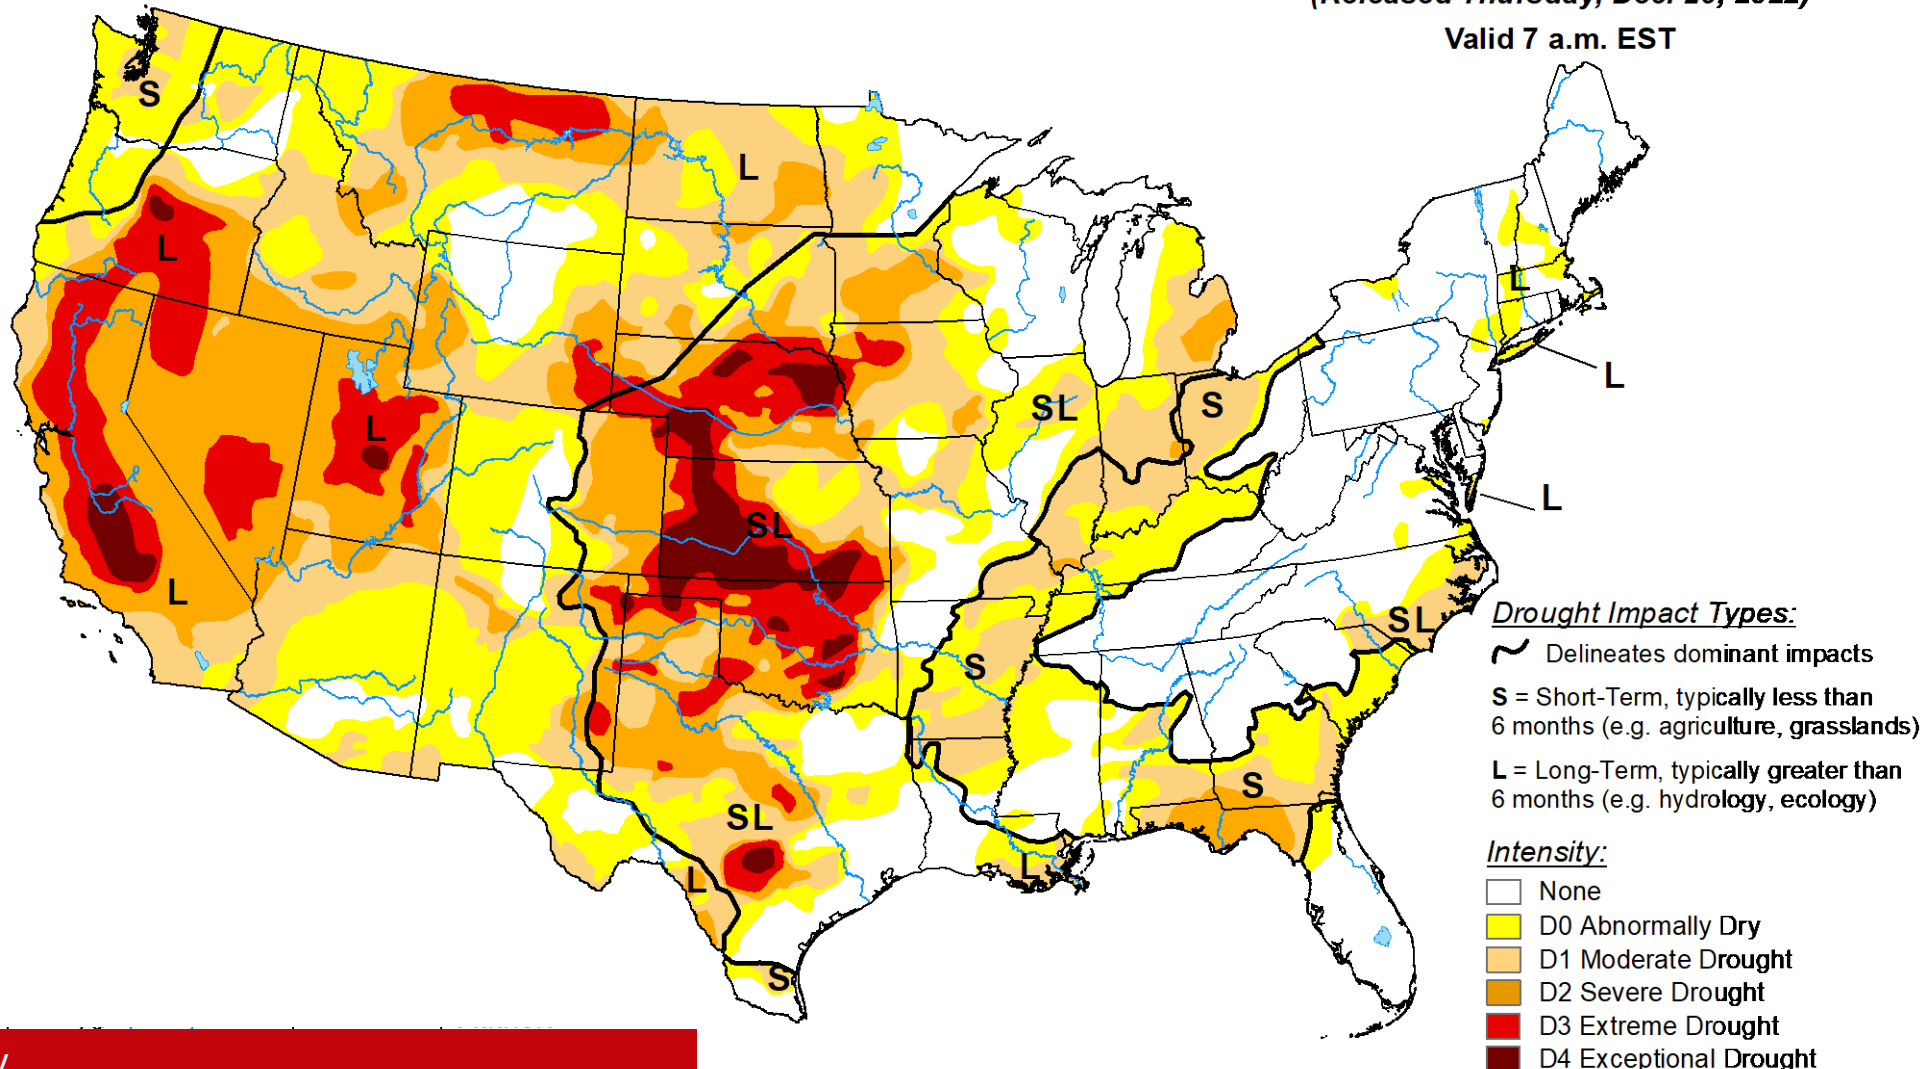 Valid 7 a.m. EST
S
L
L
L
L
L
SL
SL
S
SL
L
S
S
SL
L
S
S
SL
L
L
L
Drought Impact Types:
Delineates dominant impacts
S = Short-Term, typically less than
6 months (e.g. agriculture, grasslands)
L = Long-Term, typically greater than
6 months (e.g. hydrology, ecology)
Intensity:
None
D0 Abnormally Dry
D1 Moderate Drought
D2 Severe Drought
D3 Extreme Drought
D4 Exceptional Drought